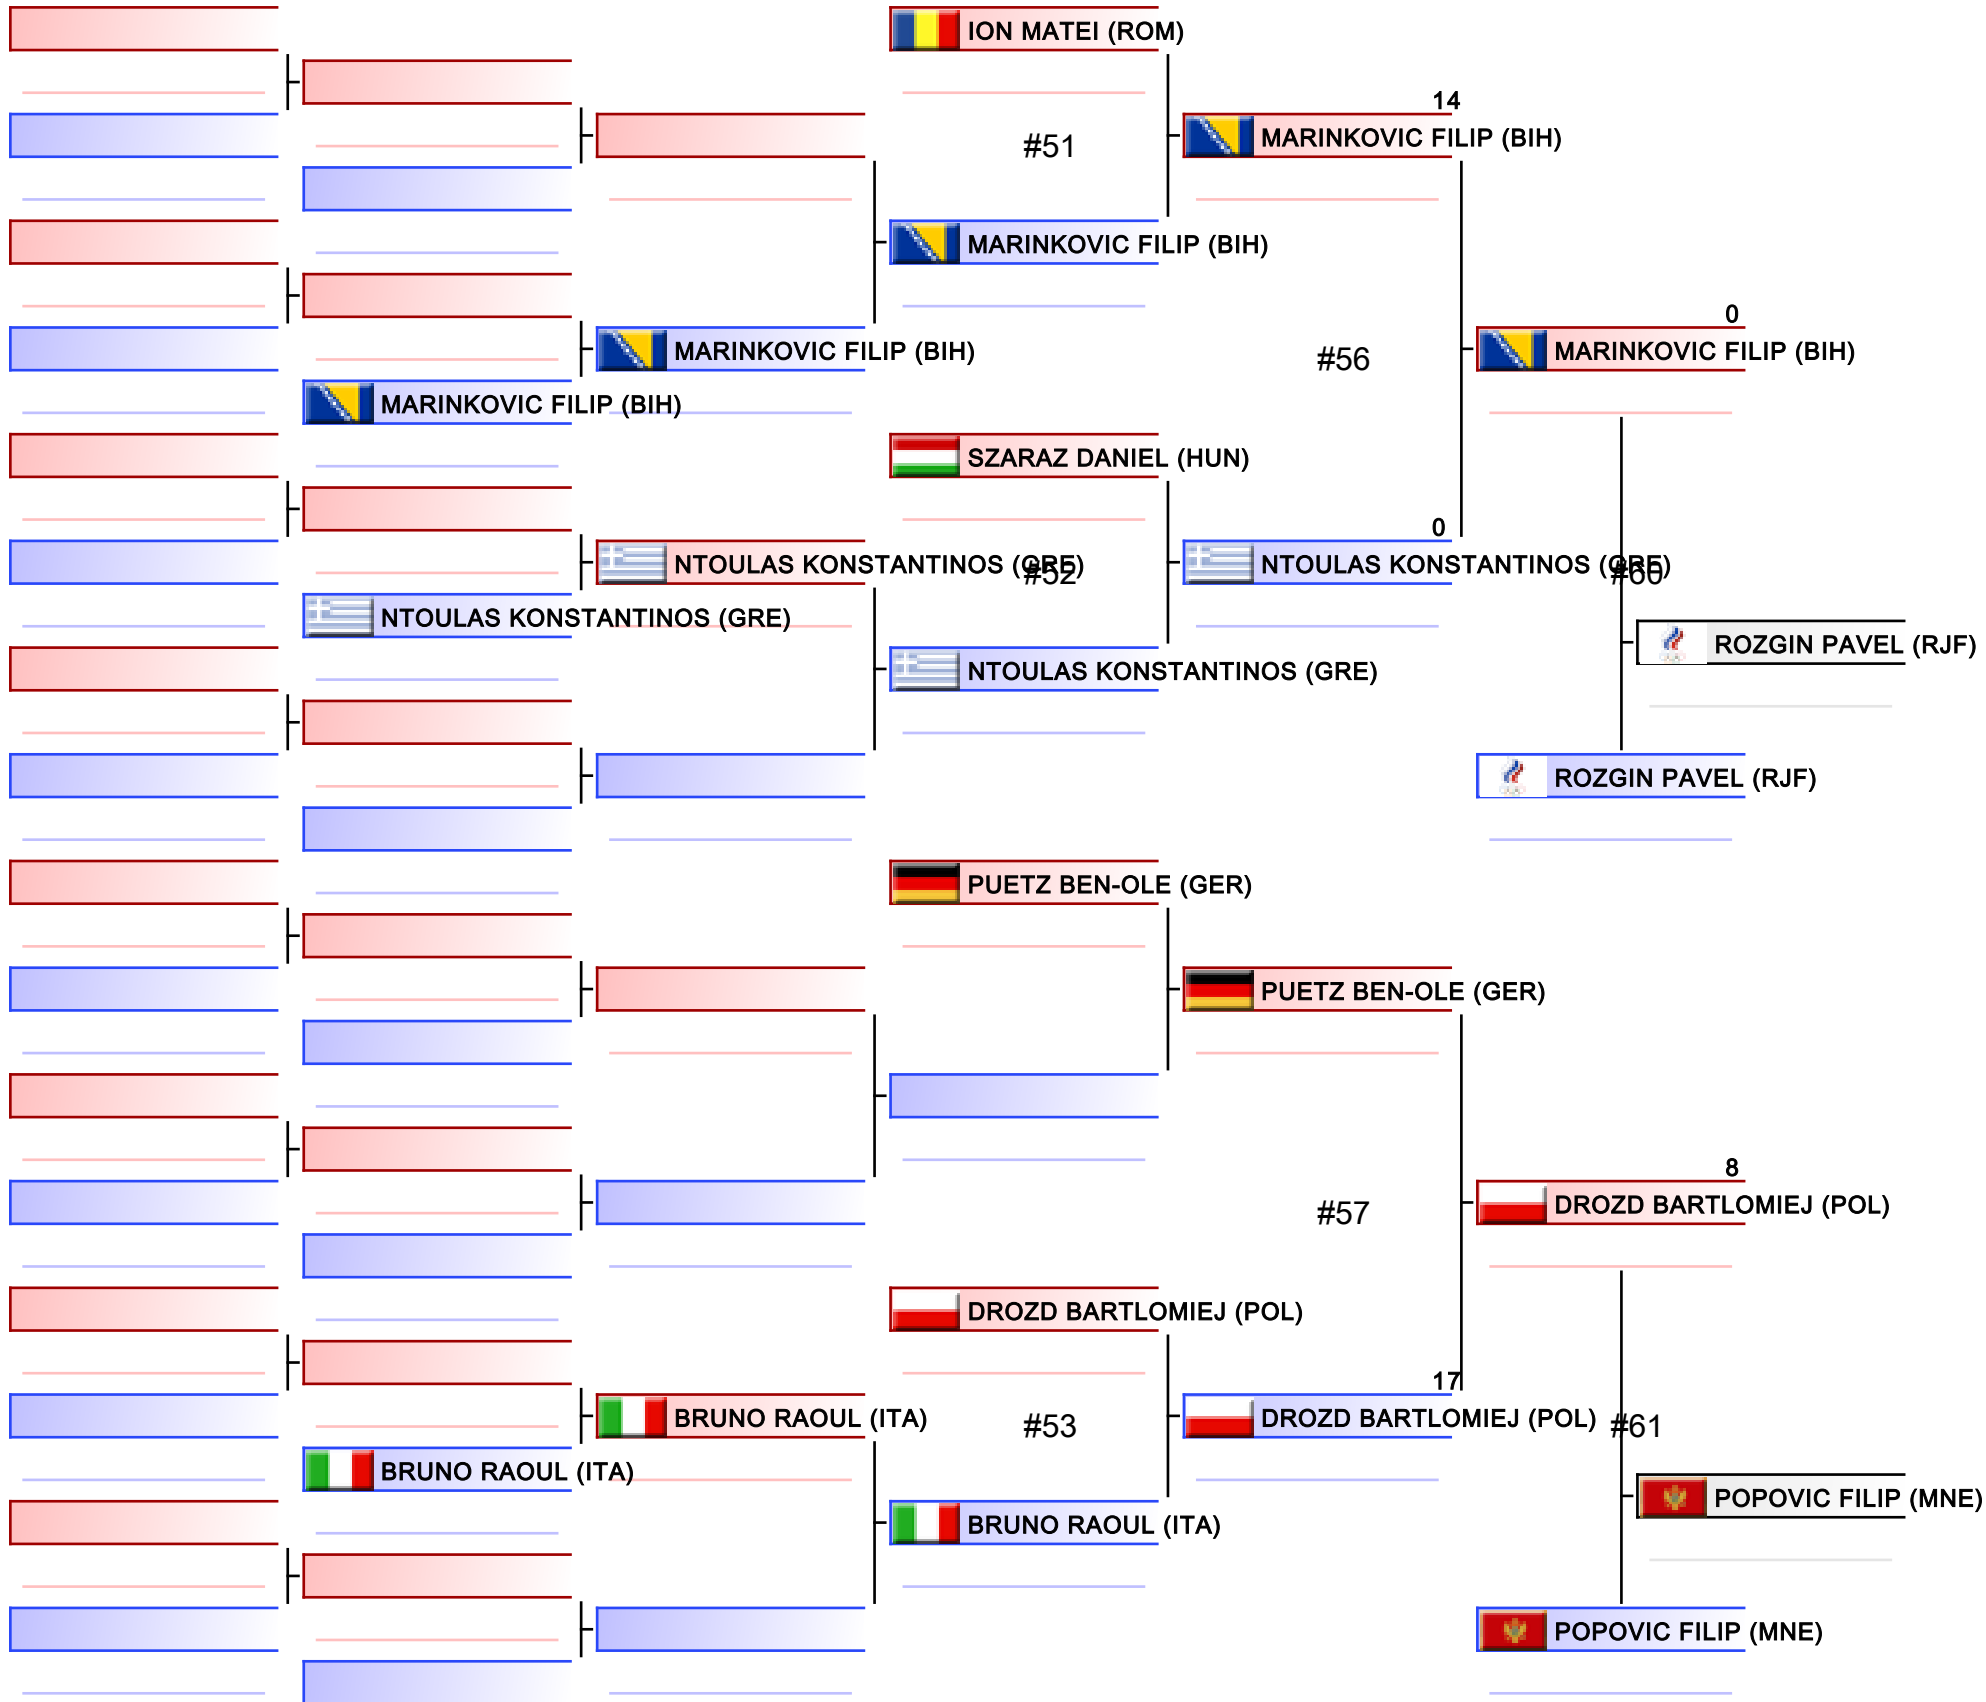 ION MATEI (ROM)
14
MARINKOVIC FILIP (BIH)
#51
MARINKOVIC FILIP (BIH)
0
MARINKOVIC FILIP (BIH)
MARINKOVIC FILIP (BIH)
#56
MARINKOVIC FILIP (BIH)
SZARAZ DANIEL (HUN)
0
NTOULAS KONSTANTINOS (GRE)
#52
NTOULAS KONSTANTINOS (GRE)
#60
NTOULAS KONSTANTINOS (GRE)
ROZGIN PAVEL (RJF)
NTOULAS KONSTANTINOS (GRE)
ROZGIN PAVEL (RJF)
PUETZ BEN-OLE (GER)
PUETZ BEN-OLE (GER)
8
DROZD BARTLOMIEJ (POL)
#57
DROZD BARTLOMIEJ (POL)
17
BRUNO RAOUL (ITA)
#53
DROZD BARTLOMIEJ (POL)
#61
BRUNO RAOUL (ITA)
POPOVIC FILIP (MNE)
BRUNO RAOUL (ITA)
POPOVIC FILIP (MNE)